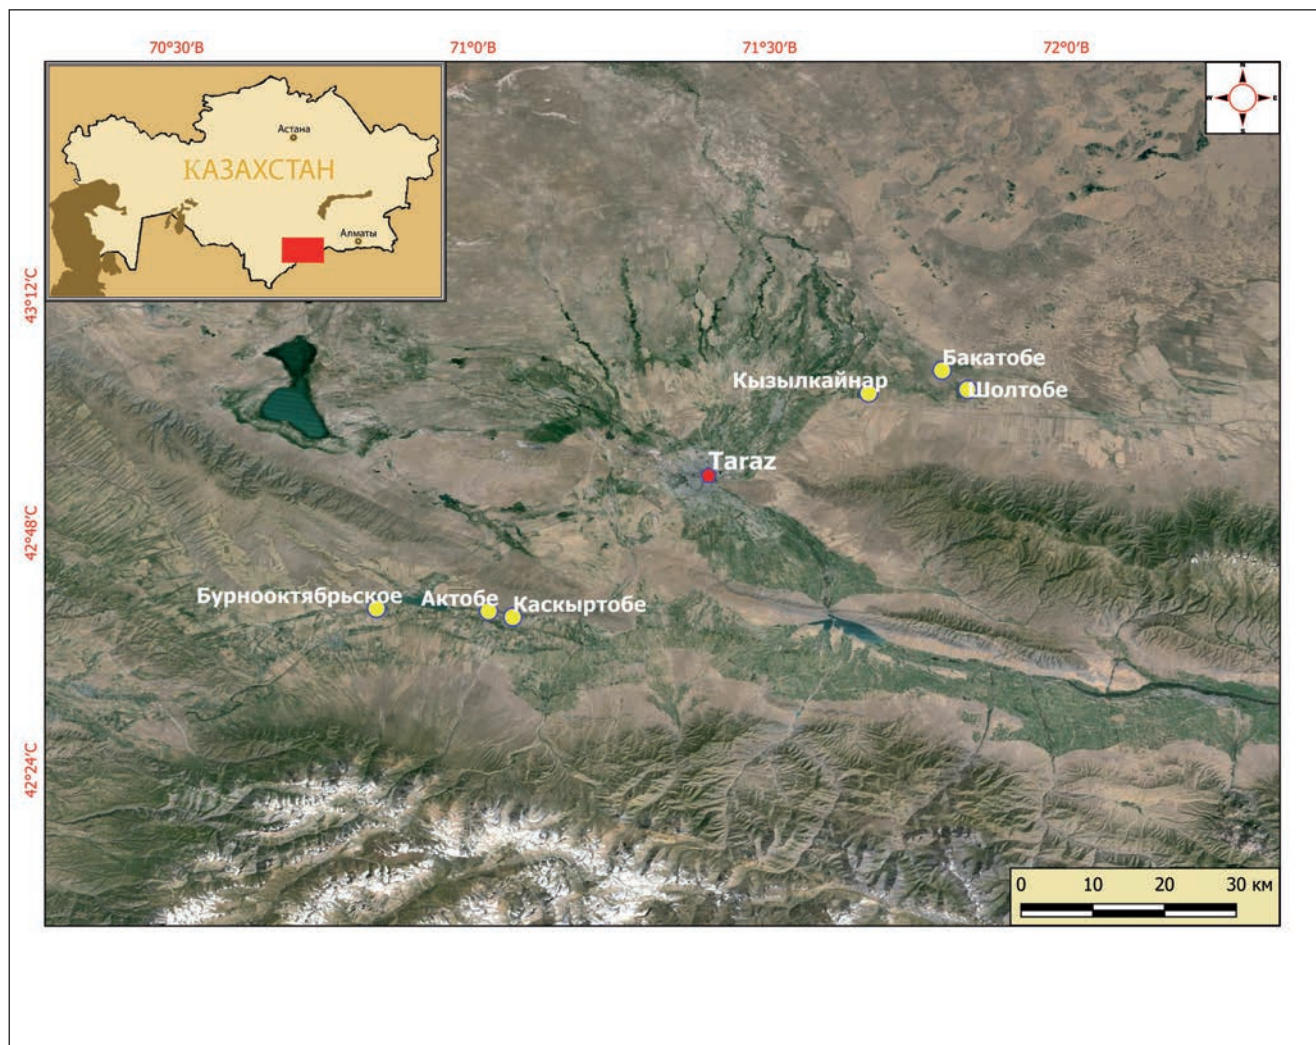 70°30′В 71°0′В 71°30′В 72°0′В
Астана
КАЗАХСТАН
Алматы
43°12′С
42°48′С
42°24′С
Бакатобе
Кызылкайнар
Шолтобе
Taraz
Бурнооктябрьское
Актобе
Каскыртобе
0 10 20 30 км